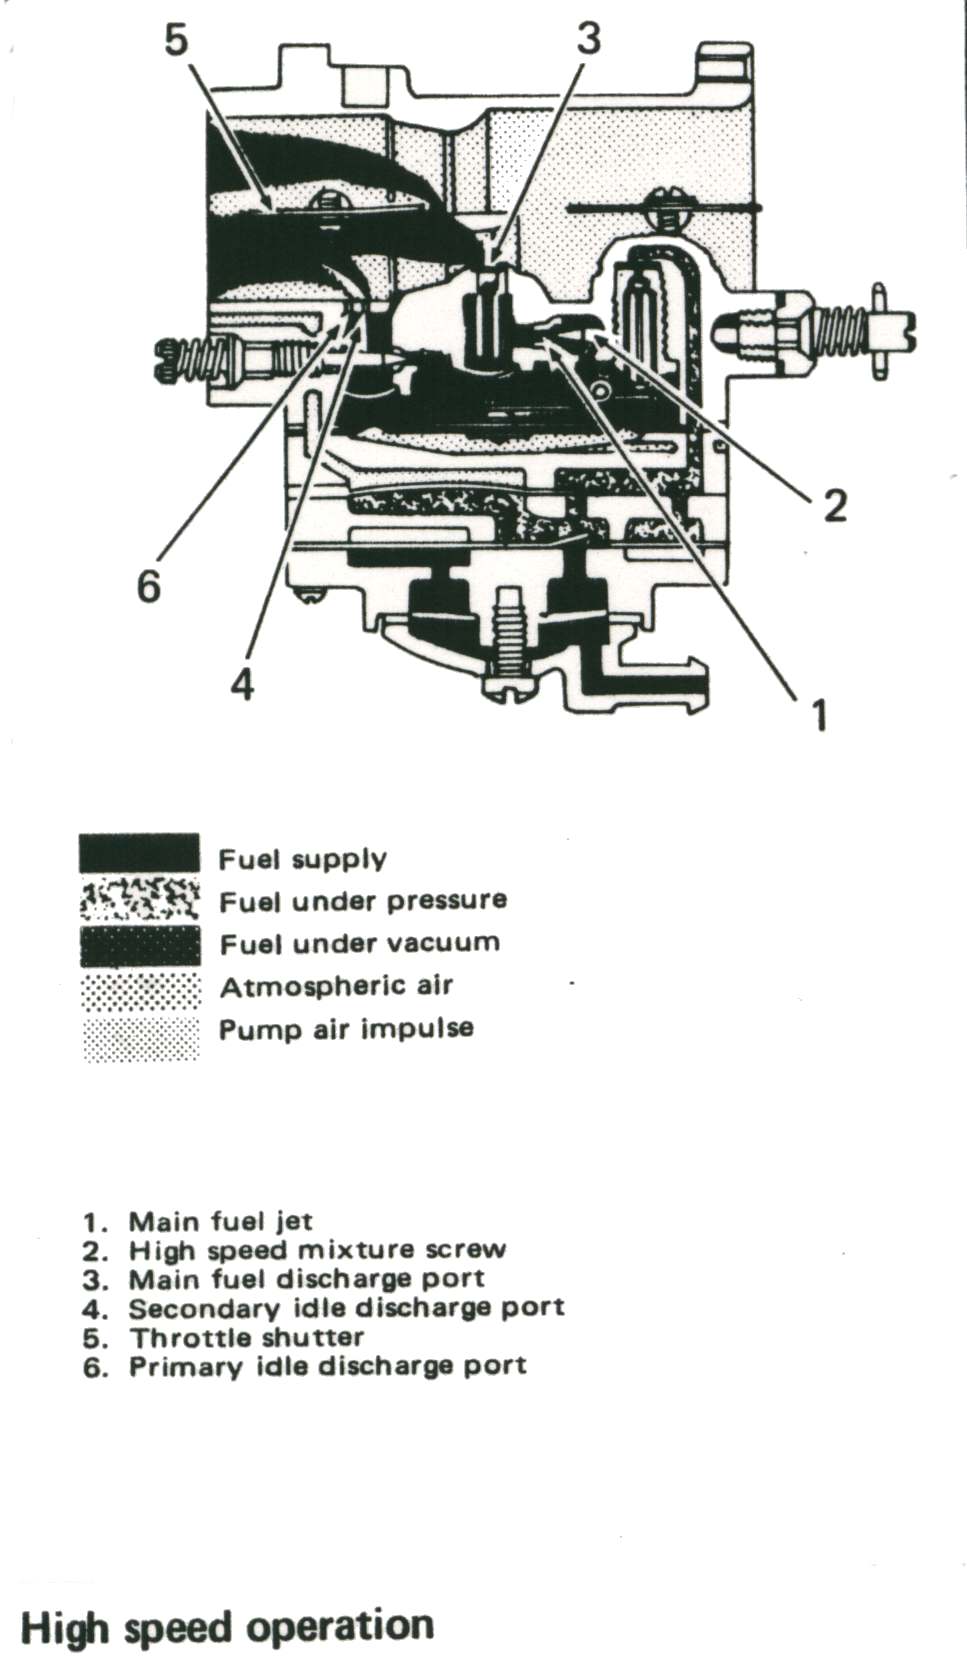 5
3
2
6
4
1
Fuel supply
Fuel under pressure
Fuel under vacuum
Atmospheric air
Pump air impulse
1. Main fuel jet
2. High speed mixture screw
3. Main fuel discharge port
4. Secondary idle discharge port
5. Throttle shutter
6. Primary idle discharge port
High speed operation